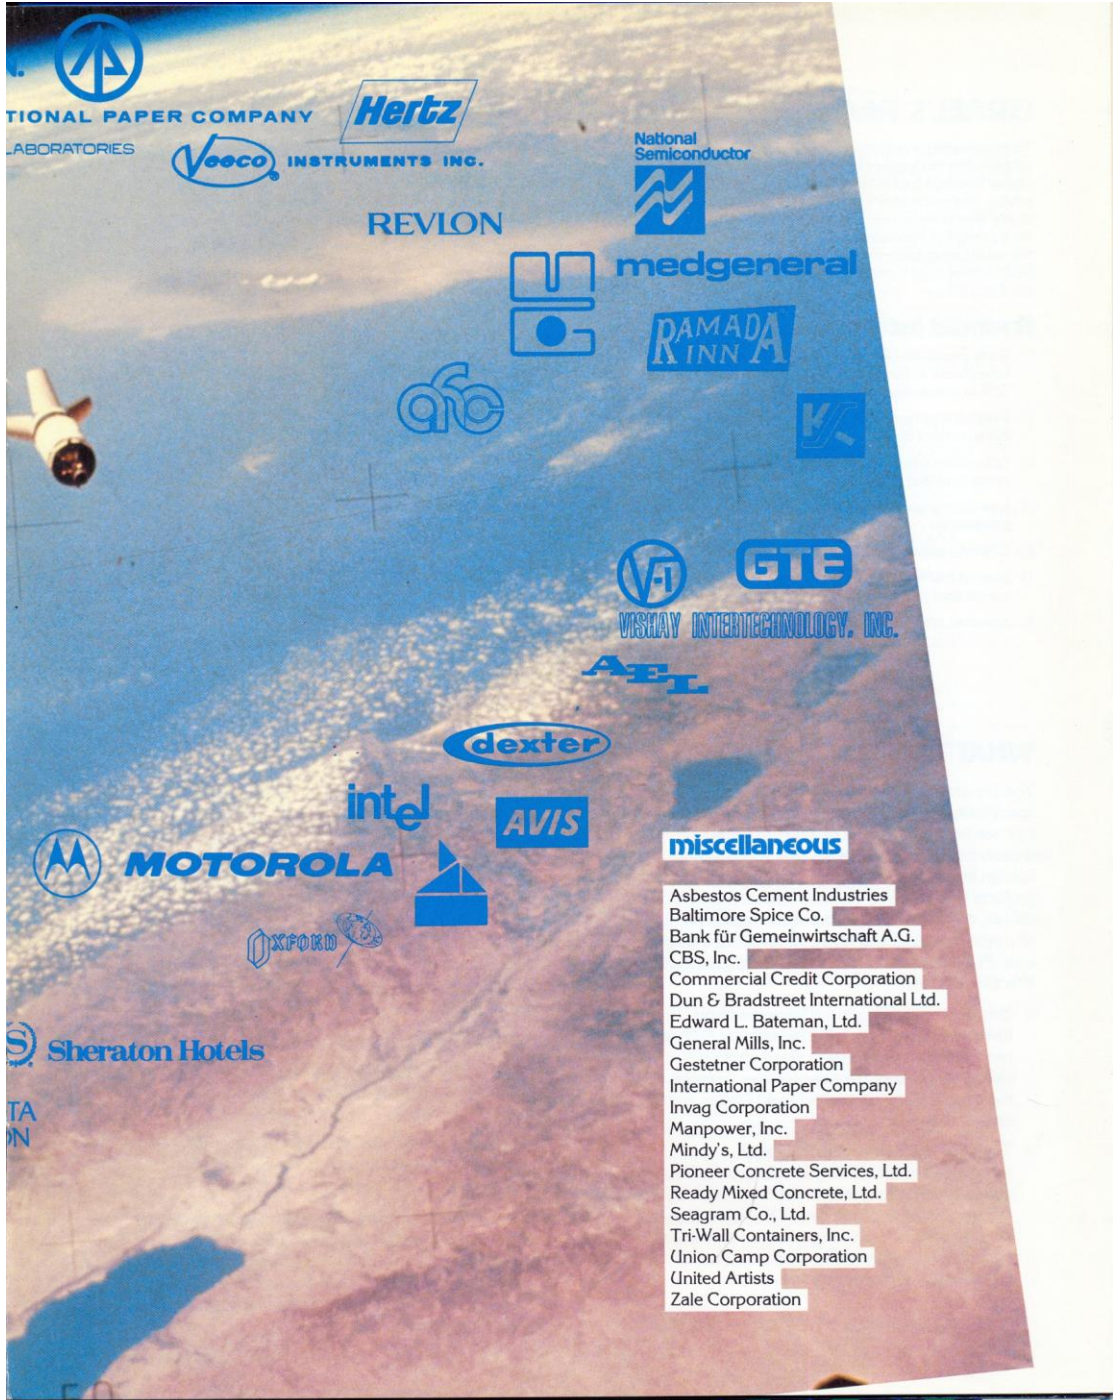 N.
TIONAL PAPER COMPANY
Hertz
LABORATORIES
Veeco INSTRUMENTS INC.
National
Semiconductor
REVLON
medgeneral
RAMADA
INN
GTE
V-I
VISHAY INTERTECHNOLOGY, INC.
AEL
dexter
intel
AVIS
MOTOROLA
OXFORD
S Sheraton Hotels
TA
ON
miscellaneous
Asbestos Cement Industries
Baltimore Spice Co.
Bank für Gemeinwirtschaft A.G.
CBS, Inc.
Commercial Credit Corporation
Dun & Bradstreet International Ltd.
Edward L. Bateman, Ltd.
General Mills, Inc.
Gestetner Corporation
International Paper Company
Invag Corporation
Manpower, Inc.
Mindy's, Ltd.
Pioneer Concrete Services, Ltd.
Ready Mixed Concrete, Ltd.
Seagram Co., Ltd.
Tri-Wall Containers, Inc.
Union Camp Corporation
United Artists
Zale Corporation